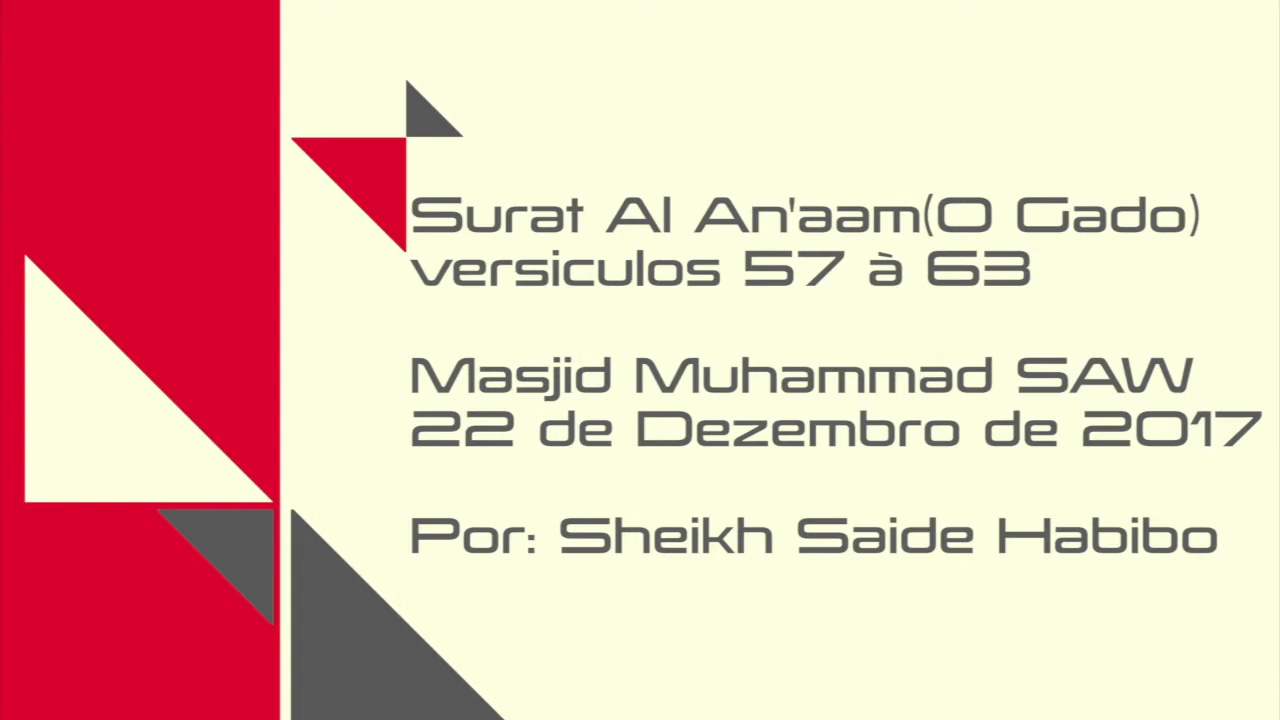 Surat Al An'aam(O Gado)
versiculos 57 à 63
Masjid Muhammad SAW
22 de Dezembro de 2017
Por: Sheikh Saide Habibo